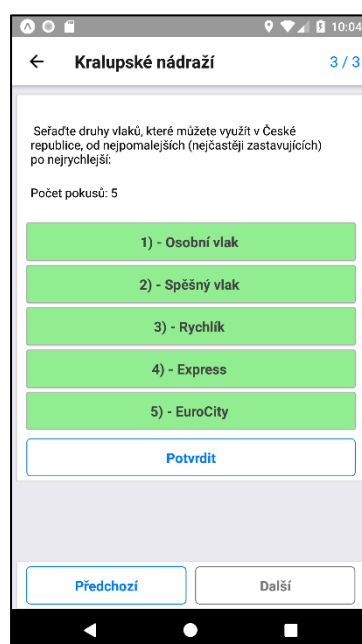 10:04
Kralupské nádraží
3 / 3
Seřaďte druhy vlaků, které můžete využít v České
republice, od nejpomalejších (nejčastěji zastavujících)
po nejrychlejší:
Počet pokusů: 5
1) - Osobní vlak
2) - Spěšný vlak
3) - Rychlík
4) - Express
5) - EuroCity
Potvrdit
Předchozí
Další